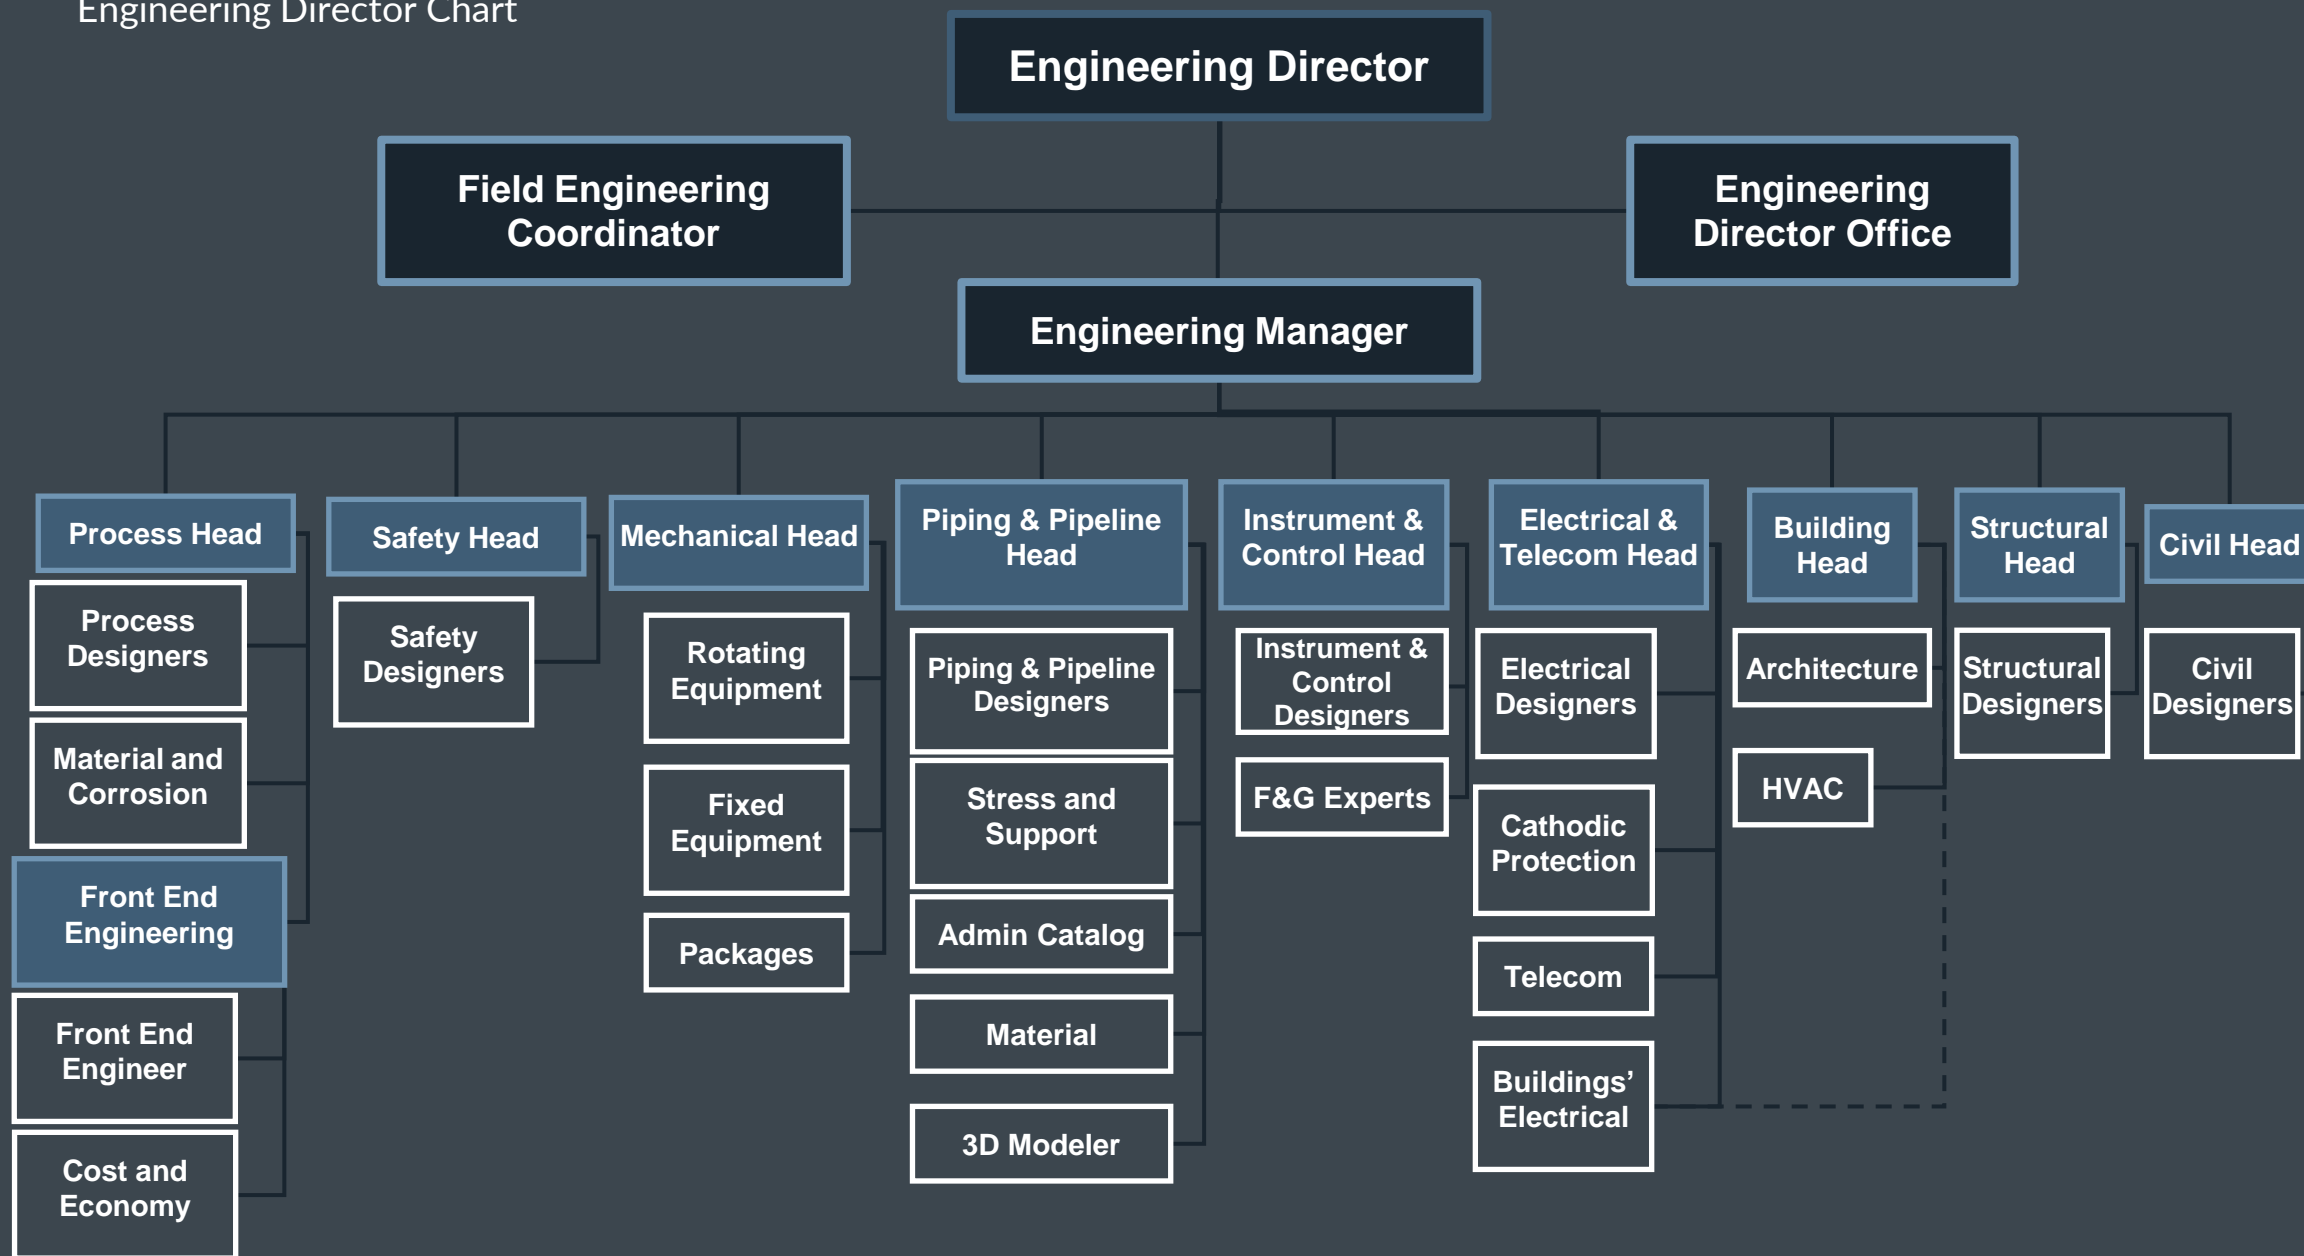 Engineering Director Chart
Engineering Director
Field Engineering
Coordinator
Engineering
Director Office
Engineering Manager
Process Head
Process
Designers
Material and
Corrosion
Front End
Engineering
Front End
Engineer
Cost and
Economy
Safety Head
Safety
Designers
Mechanical Head
Rotating
Equipment
Fixed
Equipment
Packages
Piping & Pipeline
Head
Piping & Pipeline
Designers
Stress and
Support
Admin Catalog
Material
3D Modeler
Instrument &
Control Head
Instrument &
Control
Designers
F&G Experts
Electrical &
Telecom Head
Electrical
Designers
Cathodic
Protection
Telecom
Buildings’
Electrical
Building
Head
Architecture
HVAC
Structural
Head
Structural
Designers
Civil Head
Civil
Designers